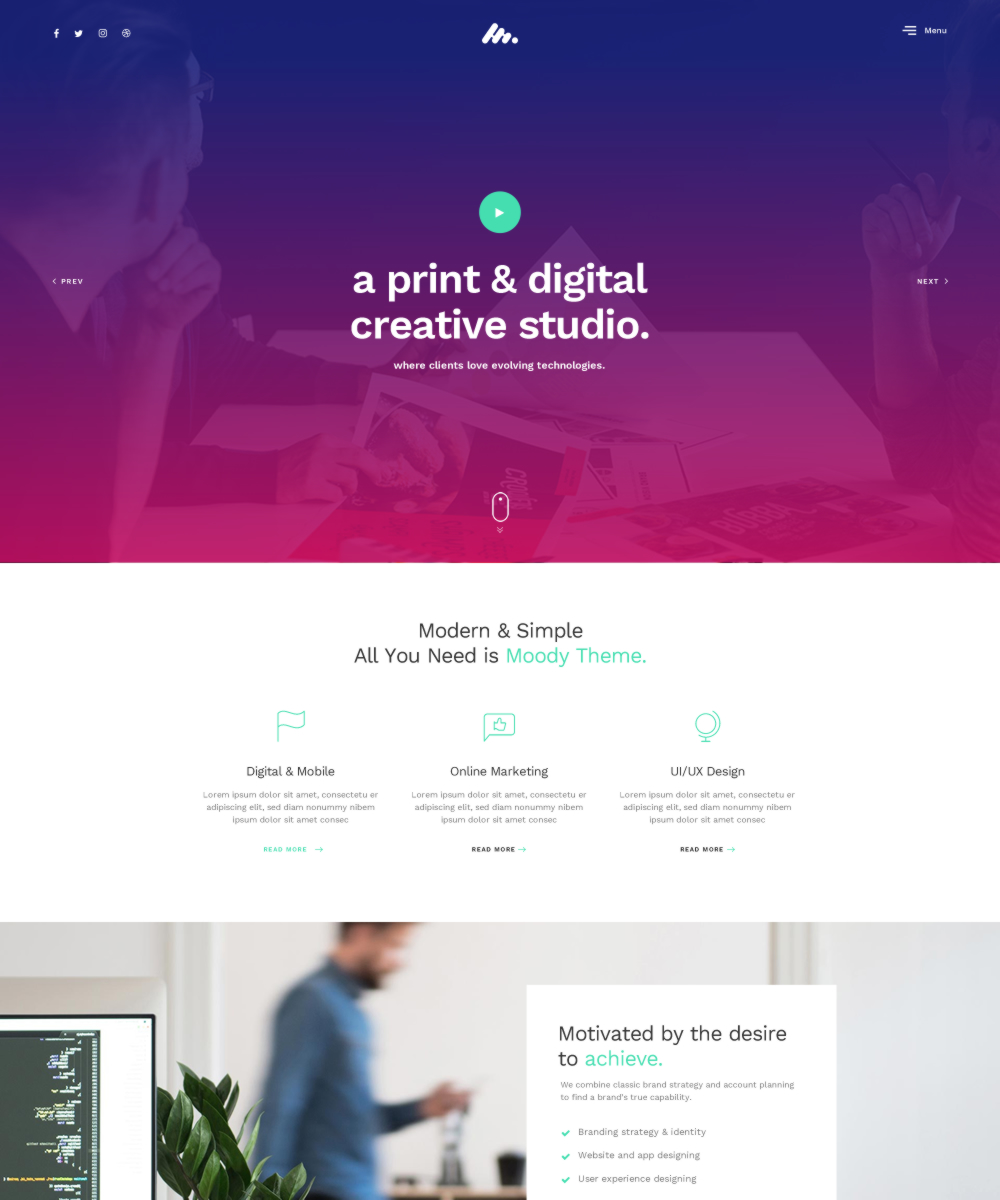 Menu
a print & digital
creative studio.
where clients love evolving technologies.
PREV
NEXT
Modern & Simple
All You Need is Moody Theme.
Digital & Mobile
Lorem ipsum dolor sit amet, consectetu er
adipiscing elit, sed diam nonummy nibem
ipsum dolor sit amet consec
READ MORE
Online Marketing
Lorem ipsum dolor sit amet, consectetu er
adipiscing elit, sed diam nonummy nibem
ipsum dolor sit amet consec
READ MORE
UI/UX Design
Lorem ipsum dolor sit amet, consectetu er
adipiscing elit, sed diam nonummy nibem
ipsum dolor sit amet consec
READ MORE
Motivated by the desire
to achieve.
We combine classic brand strategy and account planning
to find a brand's true capability.
Branding strategy & identity
Website and app designing
User experience designing